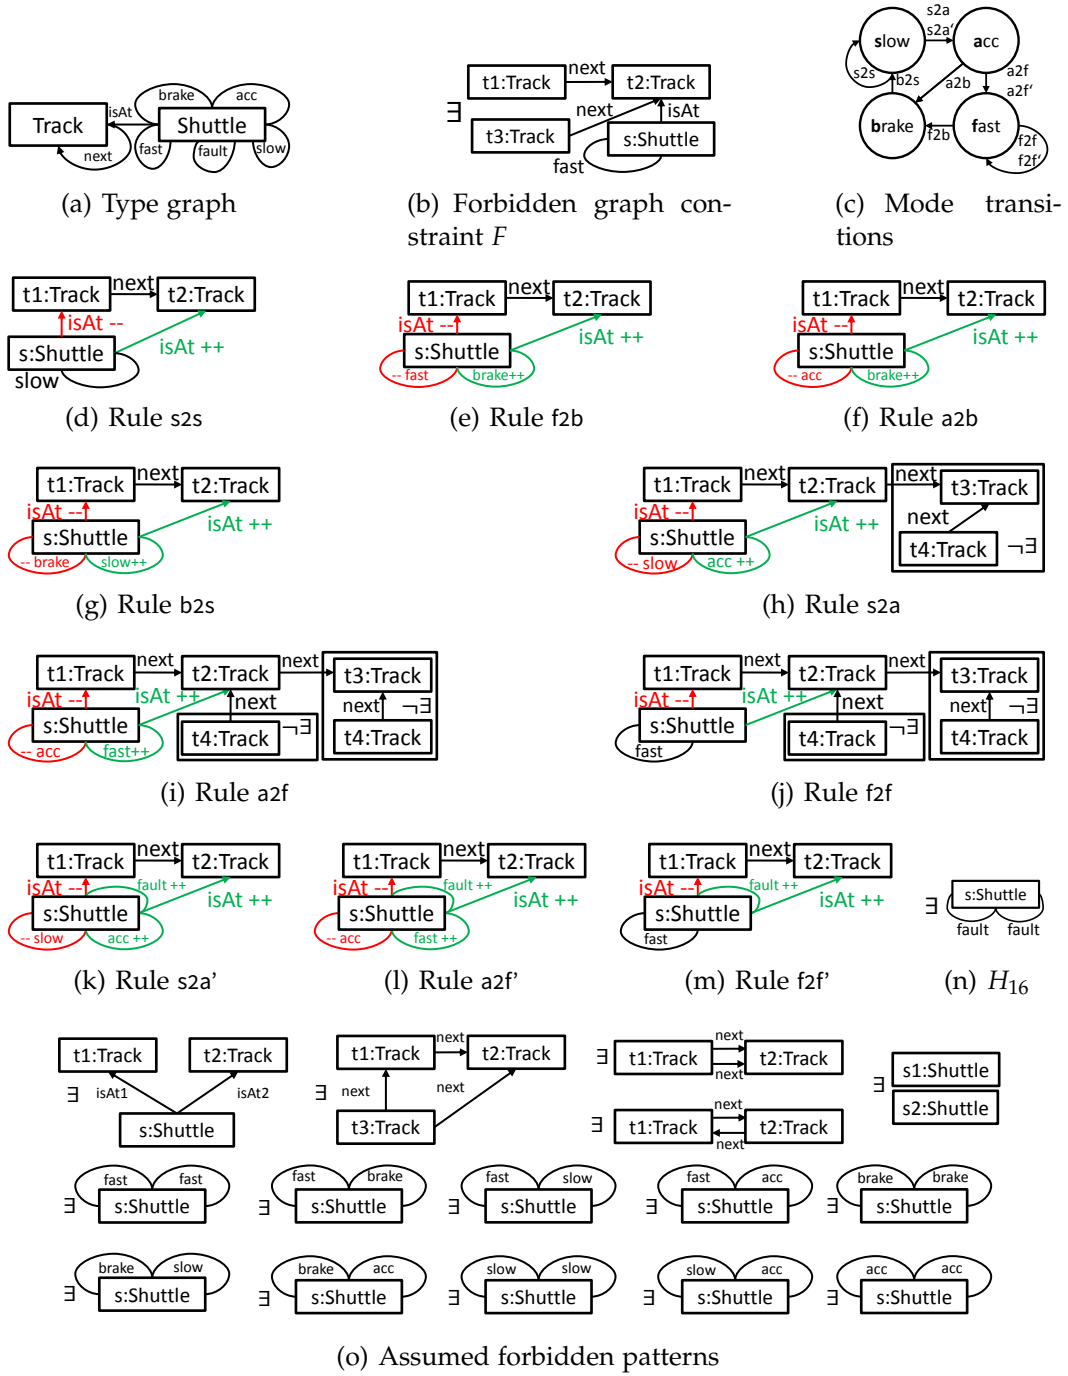 Track
isAt
next
brake
acc
Shuttle
fast
fault
slow
(a) Type graph
∃
t1:Track
next
t2:Track
next
isAt
t3:Track
s:Shuttle
fast
(b) Forbidden graph con-
straint F
s2a
s2a‘
slow
acc
s2s
b2s
a2b
a2f
a2f‘
brake
f2b
fast
f2f
f2f‘
(c) Mode transi-
tions
t1:Track
next
t2:Track
isAt --
s:Shuttle
isAt ++
slow
(d) Rule s2s
t1:Track
next
t2:Track
isAt --
s:Shuttle
isAt ++
-- fast
brake++
(e) Rule f2b
t1:Track
next
t2:Track
isAt --
s:Shuttle
isAt ++
-- acc
brake++
(f) Rule a2b
t1:Track
next
t2:Track
isAt --
s:Shuttle
isAt ++
-- brake
slow++
(g) Rule b2s
t1:Track
next
t2:Track
next
t3:Track
isAt --
s:Shuttle
isAt ++
next
-- slow
acc ++
t4:Track
¬∃
(h) Rule s2a
t1:Track
next
t2:Track
next
t3:Track
isAt --
isAt ++
next
s:Shuttle
¬∃
next
¬∃
-- acc
fast++
t4:Track
t4:Track
(i) Rule a2f
t1:Track
next
t2:Track
next
t3:Track
isAt --
isAt ++
next
s:Shuttle
¬∃
next
¬∃
fast
t4:Track
t4:Track
(j) Rule f2f
t1:Track
next
t2:Track
isAt --
fault ++
s:Shuttle
isAt ++
-- slow
acc ++
(k) Rule s2a’
t1:Track
next
t2:Track
isAt --
fault ++
s:Shuttle
isAt ++
-- acc
fast ++
(l) Rule a2f’
t1:Track
next
t2:Track
isAt --
fault ++
s:Shuttle
isAt ++
fast
(m) Rule f2f’
∃
s:Shuttle
fault
fault
(n) H16
t1:Track
t2:Track
∃
isAt1
isAt2
s:Shuttle
t1:Track
next
t2:Track
∃
next
next
t3:Track
∃
t1:Track
next
next
t2:Track
∃
t1:Track
next
next
t2:Track
∃
s1:Shuttle
s2:Shuttle
fast
fast
∃
s:Shuttle
fast
brake
∃
s:Shuttle
fast
slow
∃
s:Shuttle
fast
acc
∃
s:Shuttle
brake
brake
∃
s:Shuttle
brake
slow
∃
s:Shuttle
brake
acc
∃
s:Shuttle
slow
slow
∃
s:Shuttle
slow
acc
∃
s:Shuttle
acc
acc
∃
s:Shuttle
(o) Assumed forbidden patterns